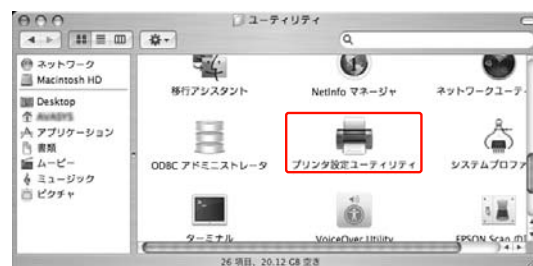 ユーティリティ
ネットワーク
Macintosh HD
Desktop
アプリケーション
書類
ムービー
ミュージック
ピクチャ
移行アシスタント
NetInfo マネージャ
ネットワークユーテ
ODBC アドミニストレータ
プリンタ設定ユーティリティ
システムプロファ
ターミナル
VoiceOver Utility
EPSON Scan の
26 項目、20.12 GB 空き